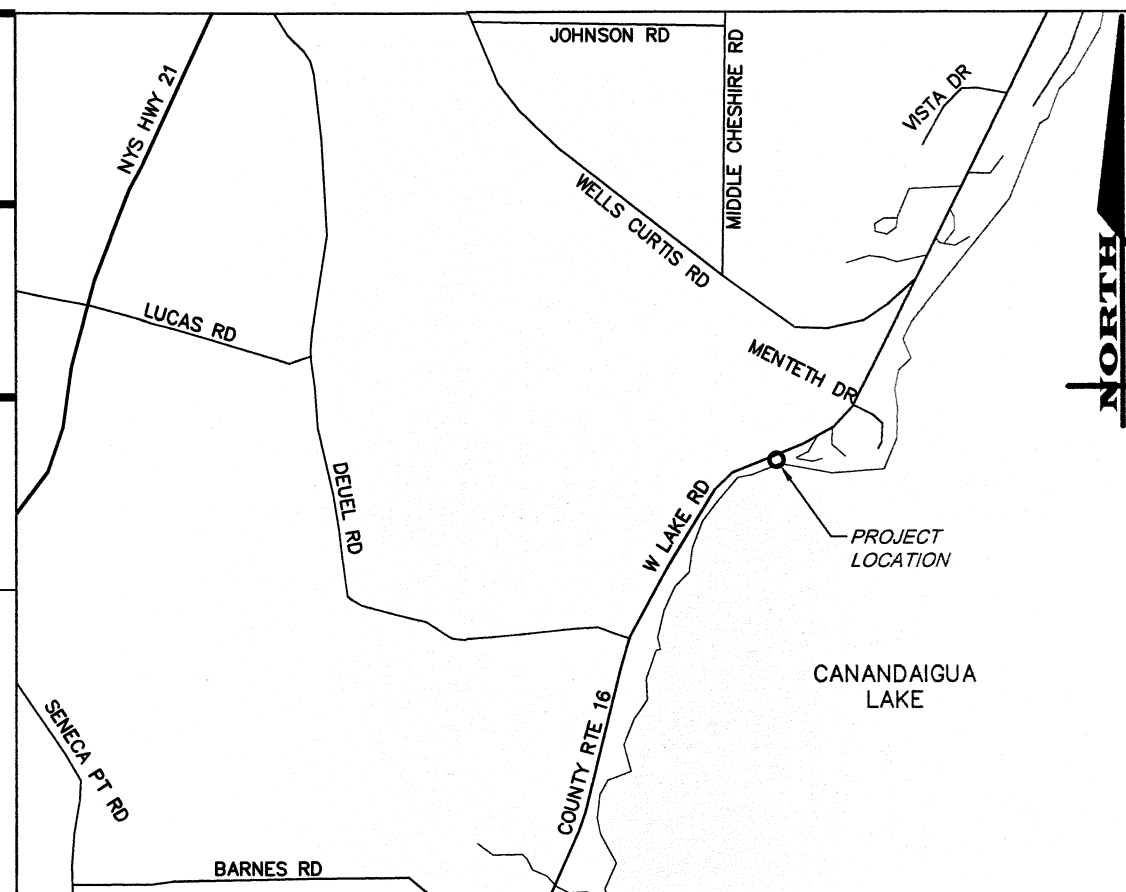 JOHNSON RD
MIDDLE CHESHIRE RD
NYS HWY 21
VISTA DR
WELLS CURTIS RD
NORTH
LUCAS RD
MENTETH DR
DEUEL RD
W LAKE RD
PROJECT
LOCATION
CANANDAIGUA
LAKE
SENECA PT RD
COUNTY RTE 16
BARNES RD